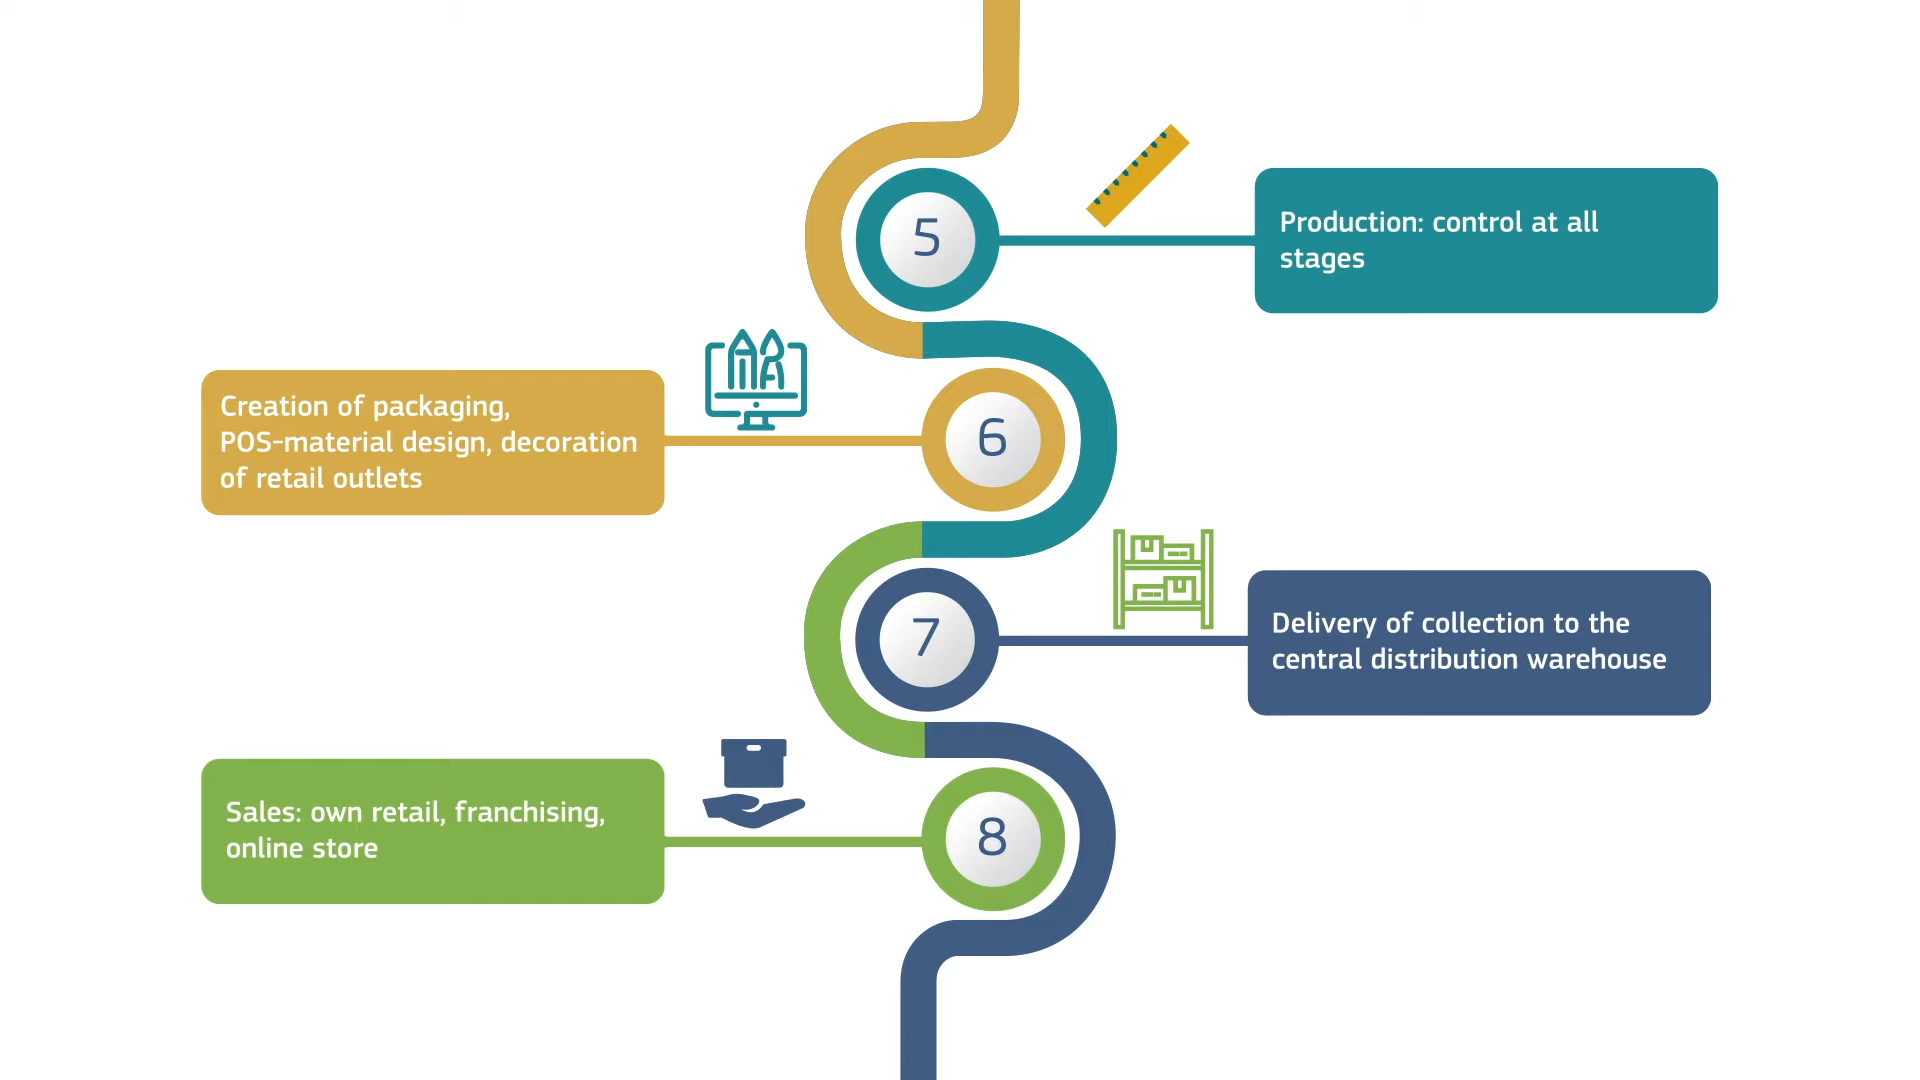 5
Production: control at all
stages
6
Creation of packaging,
POS-material design, decoration
of retail outlets
7
Delivery of collection to the
central distribution warehouse
8
Sales: own retail, franchising,
online store